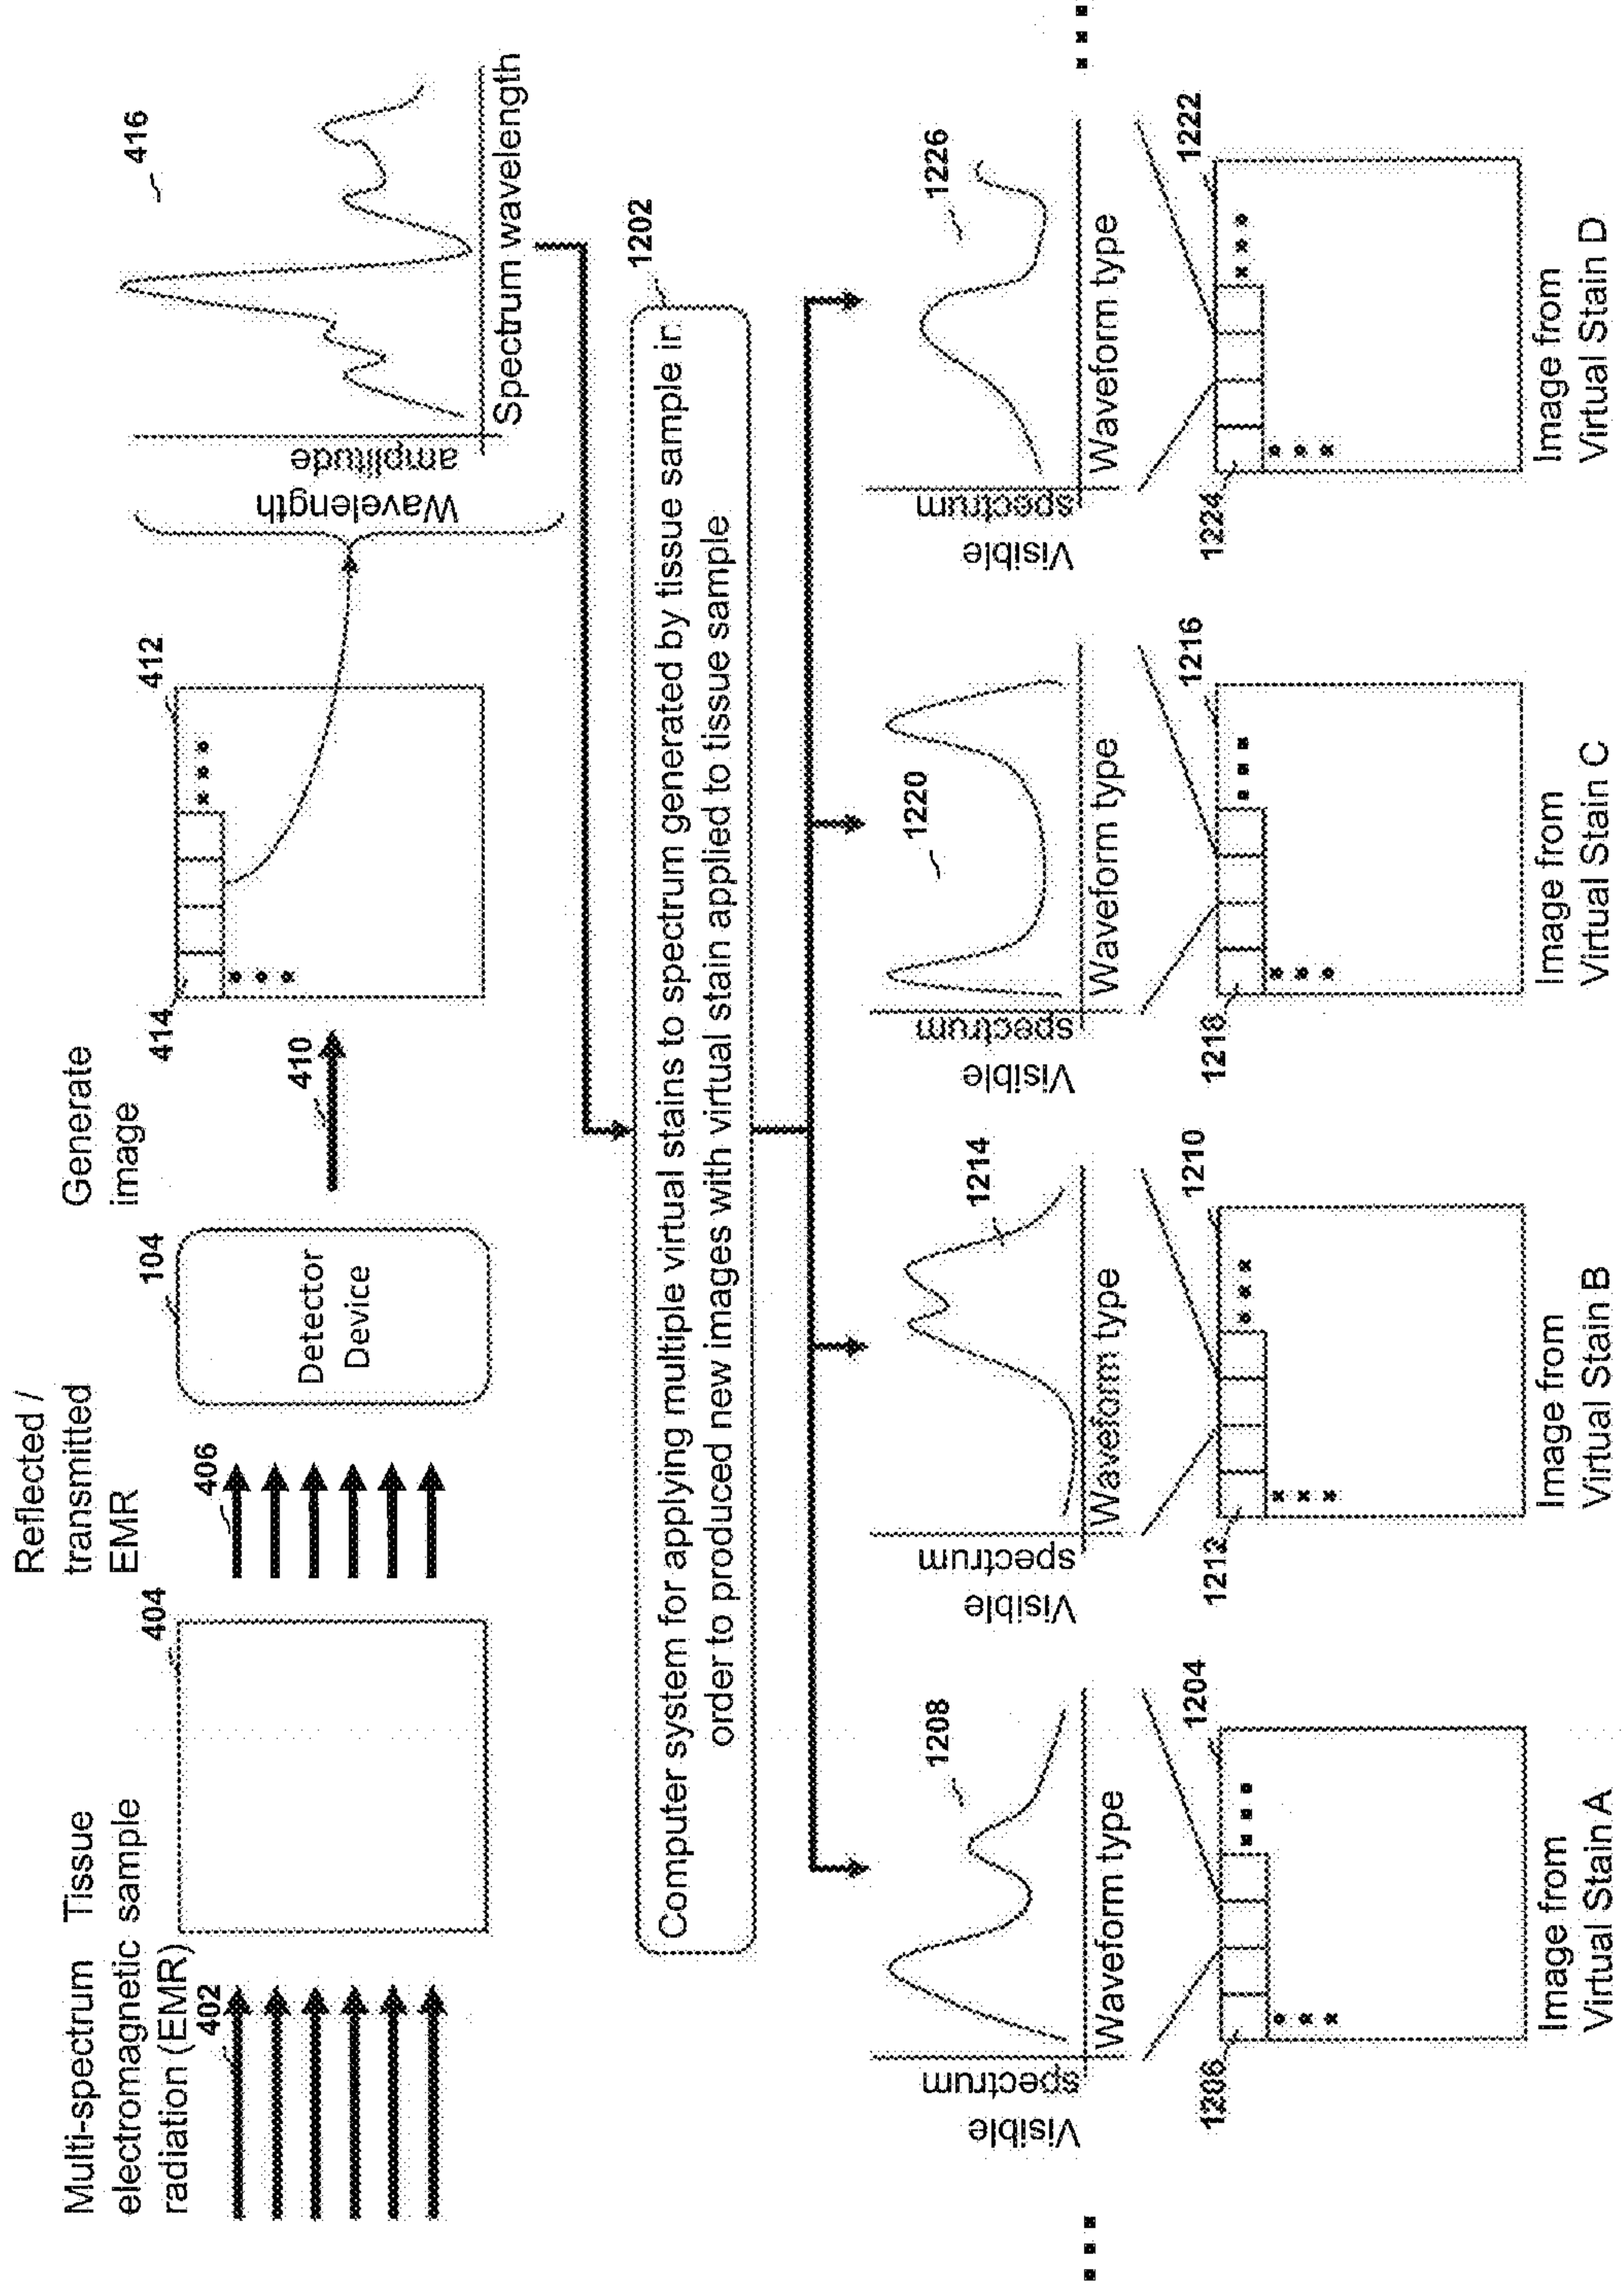 Multi-spectrum
electromagnetic
radiation (EMR)
402
Tissue
sample
404
Reflected /
transmitted
EMR
406
104
Detector
Device
Generate
image
410
412
414
Wavelength
amplitude
416
Spectrum wavelength
1202
Computer system for applying multiple virtual stains to spectrum generated by tissue sample in
order to produced new images with virtual stain applied to tissue sample
Visible
spectrum
1208
Waveform type
1204
1206
Image from
Virtual Stain A
Visible
spectrum
1214
Waveform type
1210
1212
Image from
Virtual Stain B
Visible
spectrum
1220
Waveform type
1216
1218
Image from
Virtual Stain C
Visible
spectrum
1226
Waveform type
1222
1224
Image from
Virtual Stain D